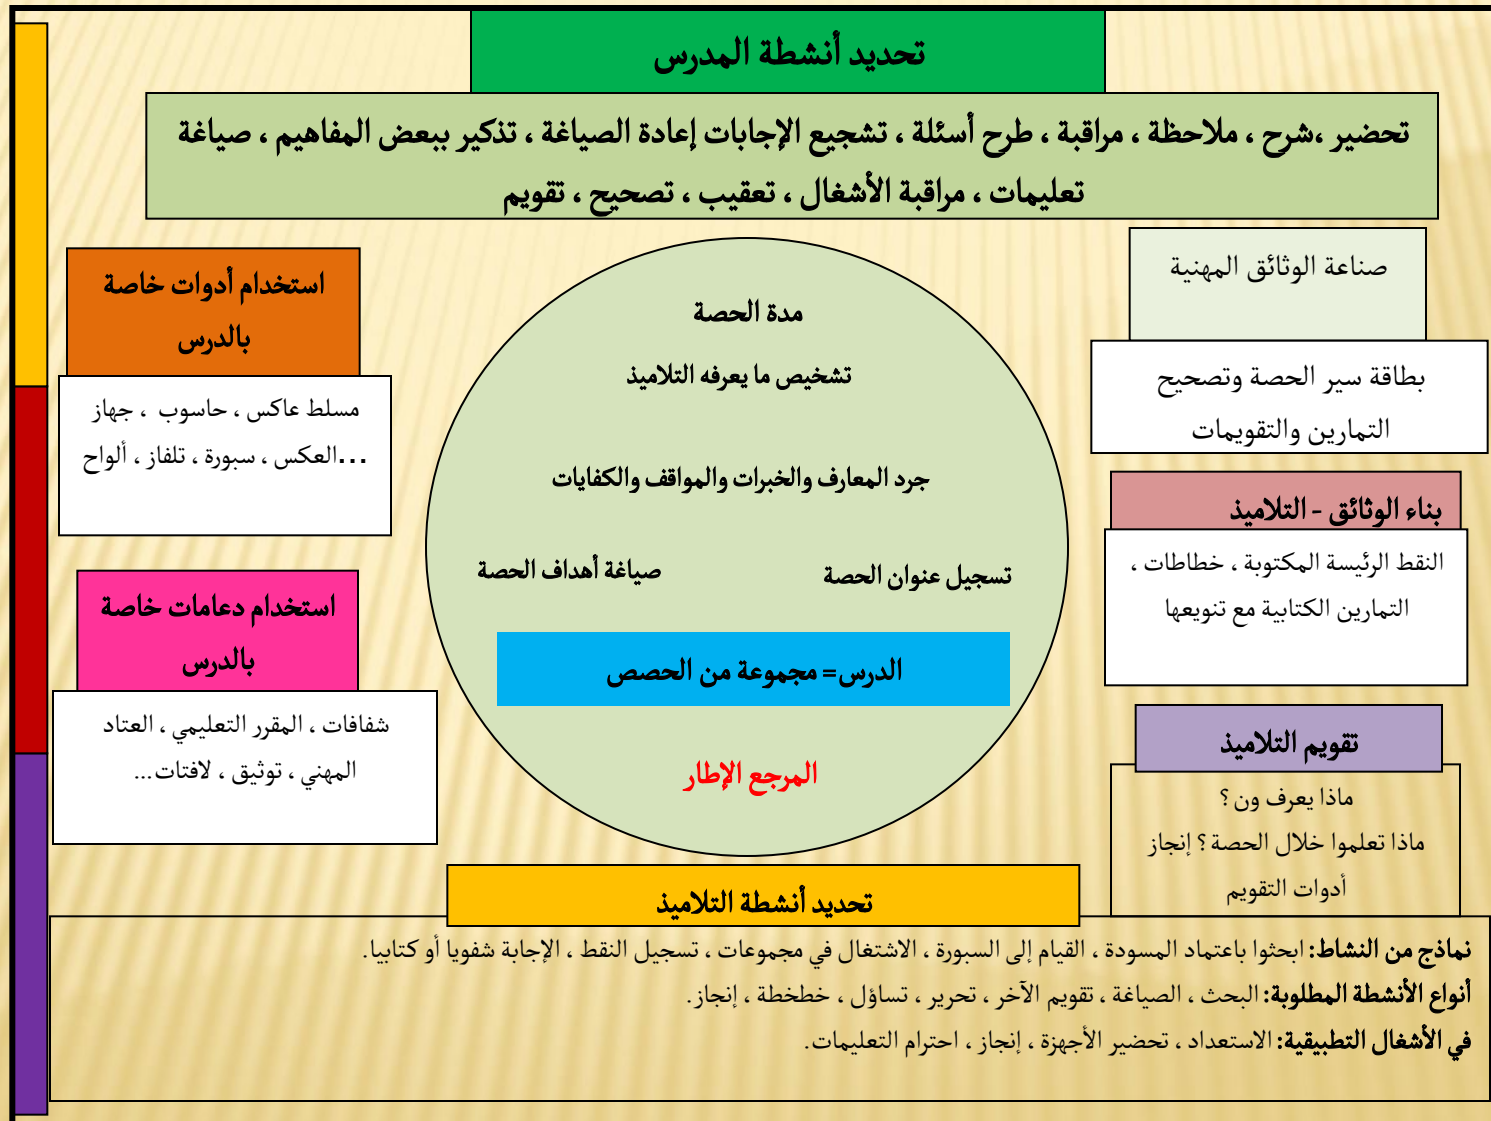 تحديد أنشطة المدرس
تحضير ،شرح ، ملاحظة ، مراقبة ، طرح أسئلة ، تشجيع الإجابات إعادة الصياغة ، تذكير ببعض المفاهيم ، صياغة
تعليمات ، مراقبة الأشغال ، تعقيب ، تصحيح ، تقويم
صناعة الوثائق المهنية
بطاقة سير الحصة وتصحيح
التمارين والتقويمات
بناء الوثائق - التلاميذ
النقط الرئيسة المكتوبة ، خطاطات ،
التمارين الكتابية مع تنويعها
تقويم التلاميذ
ماذا يعرف ون ؟
ماذا تعلموا خلال الحصة ؟ إنجاز
أدوات التقويم
مدة الحصة
تشخيص ما يعرفه التلاميذ
جرد المعارف والخبرات والمواقف والكفايات
تسجيل عنوان الحصة
صياغة أهداف الحصة
الدرس= مجموعة من الحصص
المرجع الإطار
استخدام أدوات خاصة
بالدرس
مسلط عاكس ، حاسوب ، جهاز
...العكس ، سبورة ، تلفاز ، ألواح
استخدام دعامات خاصة
بالدرس
شفافات ، المقرر التعليمي ، العتاد
المهني ، توثيق ، لافتات...
تحديد أنشطة التلاميذ
نماذج من النشاط: ابحثوا باعتماد المسودة ، القيام إلى السبورة ، الاشتغال في مجموعات ، تسجيل النقط ، الإجابة شفويا أو كتابيا.
أنواع الأنشطة المطلوبة: البحث ، الصياغة ، تقويم الآخر ، تحرير ، تساؤل ، خطخطة ، إنجاز.
في الأشغال التطبيقية: الاستعداد ، تحضير الأجهزة ، إنجاز ، احترام التعليمات.